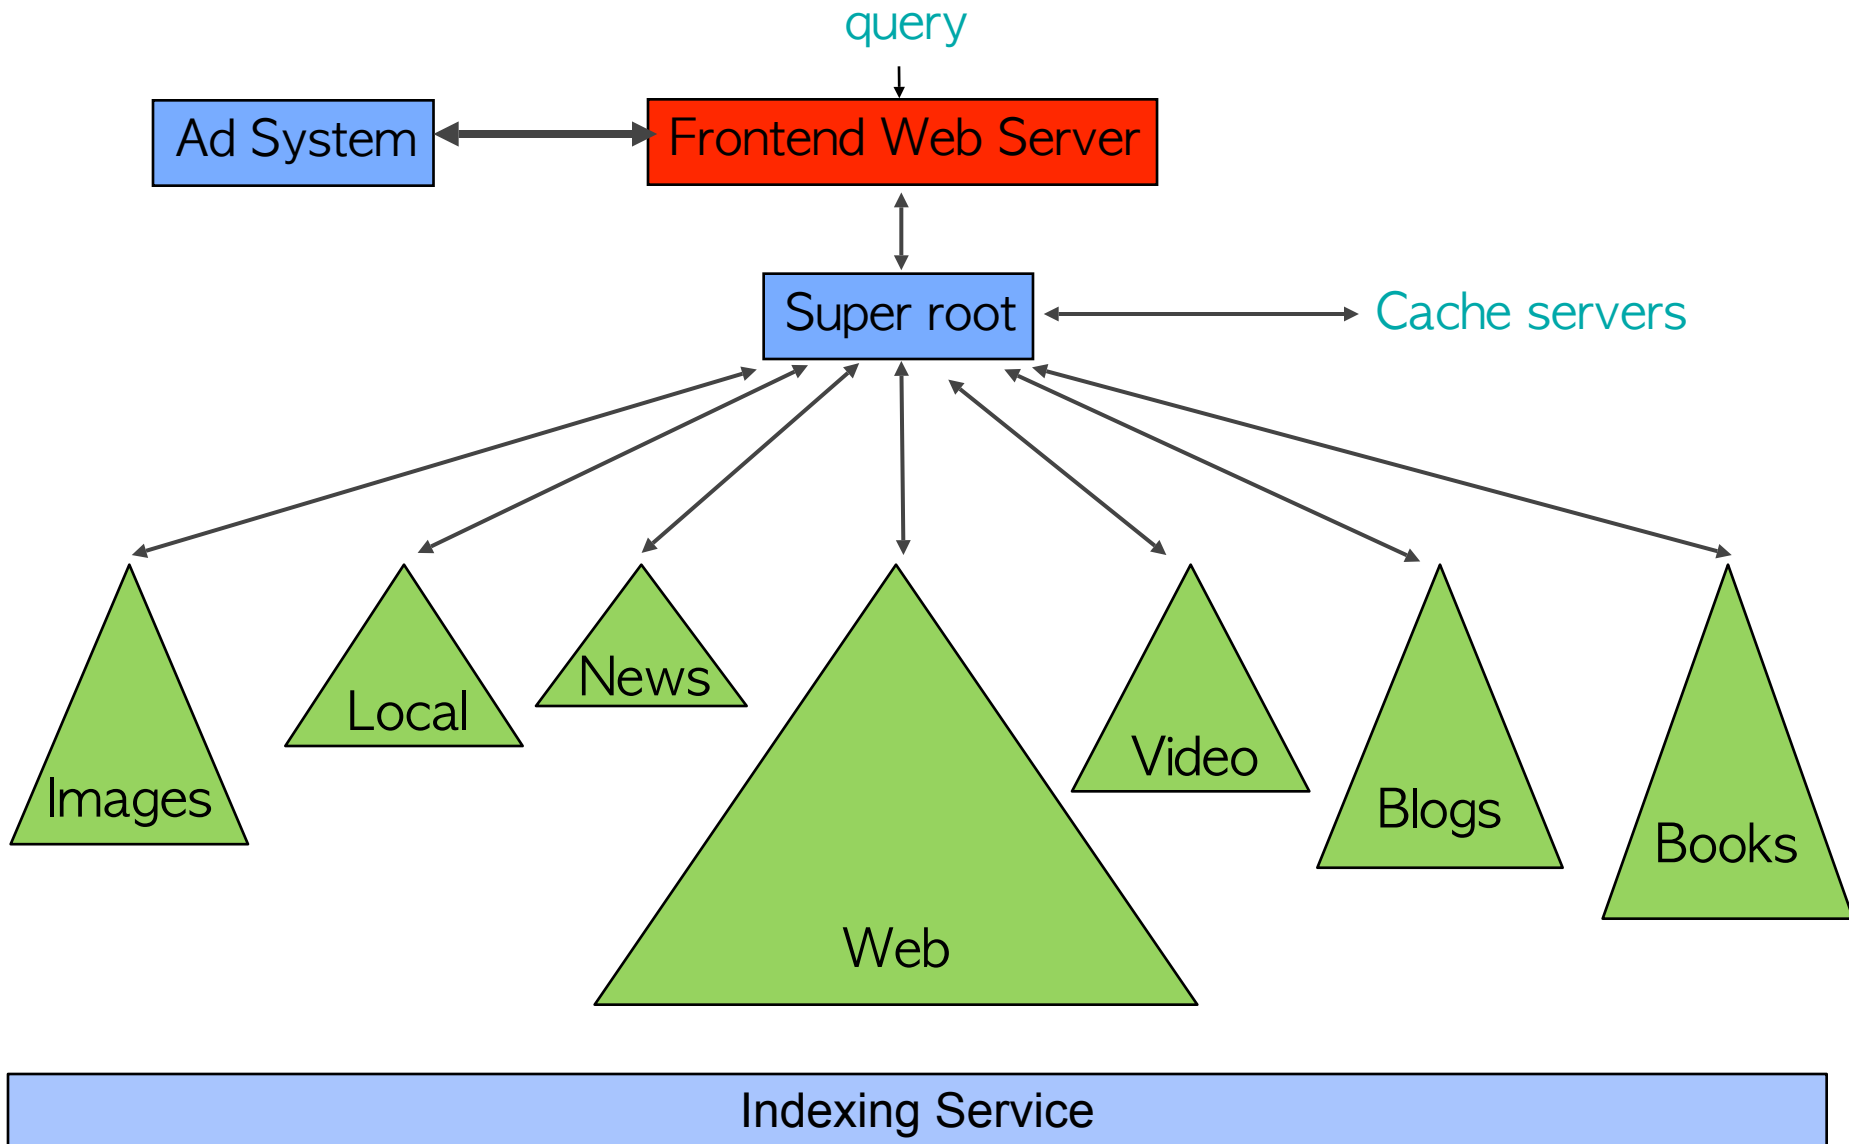 query
Ad System
Frontend Web Server
Super root
Cache servers
Images
Local
News
Web
Video
Blogs
Books
Indexing Service